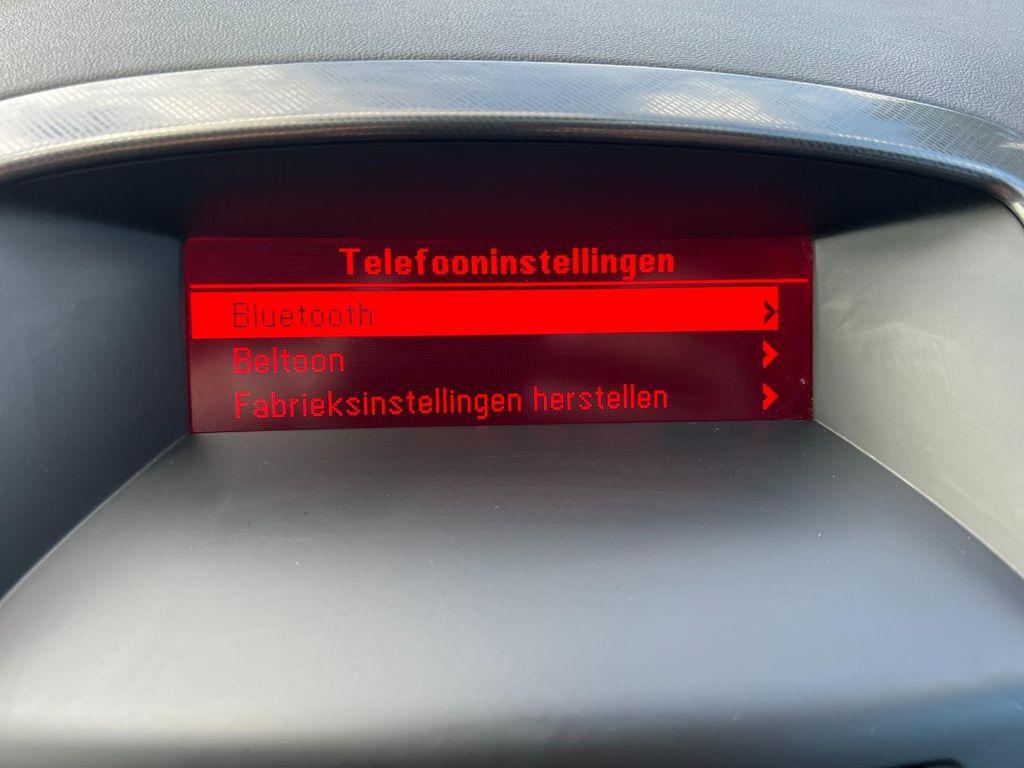 Telefooninstellingen
Bluetooth
Beltoon
Fabrieksinstellingen herstellen